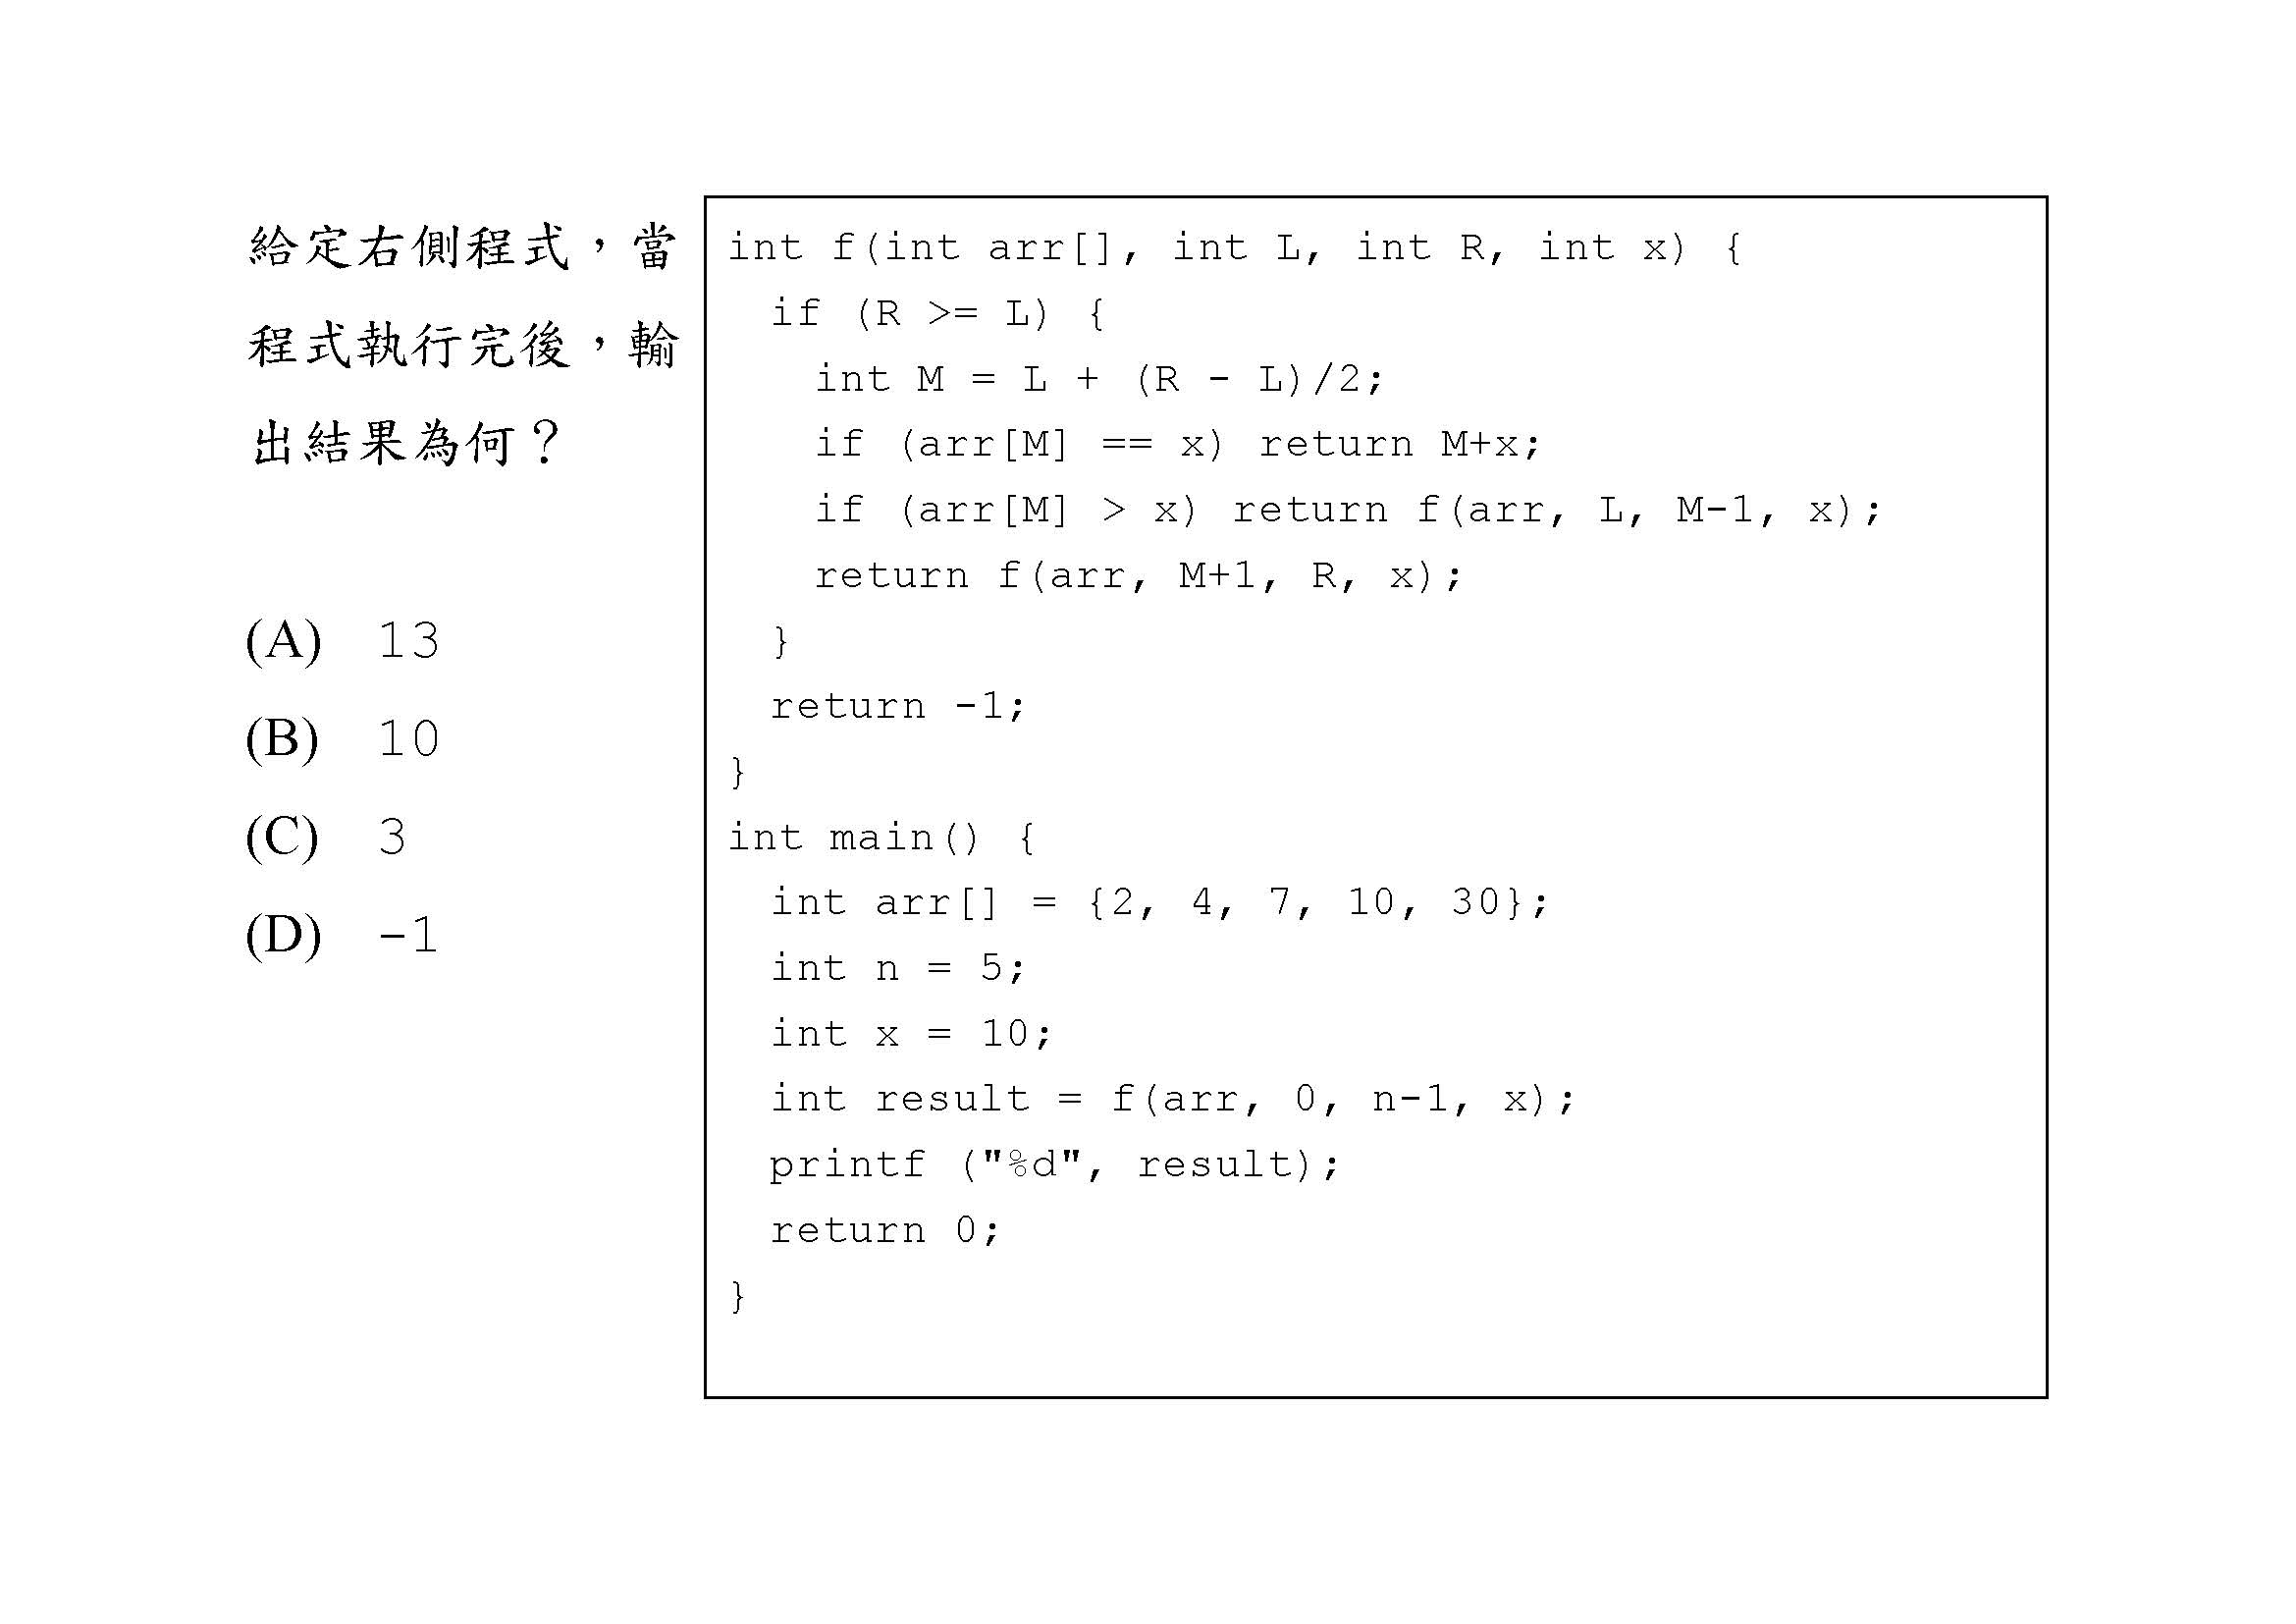 給定右側程式，當
程式執行完後，輸
出結果為何？
(A) 13
(B) 10
(C) 3
(D) -1
int f(int arr[], int L, int R, int x) {
  if (R >= L) {
    int M = L + (R - L)/2;
    if (arr[M] == x) return M+x;
    if (arr[M] > x) return f(arr, L, M-1, x);
    return f(arr, M+1, R, x);
  }
  return -1;
}
int main() {
  int arr[] = {2, 4, 7, 10, 30};
  int n = 5;
  int x = 10;
  int result = f(arr, 0, n-1, x);
  printf ("%d", result);
  return 0;
}